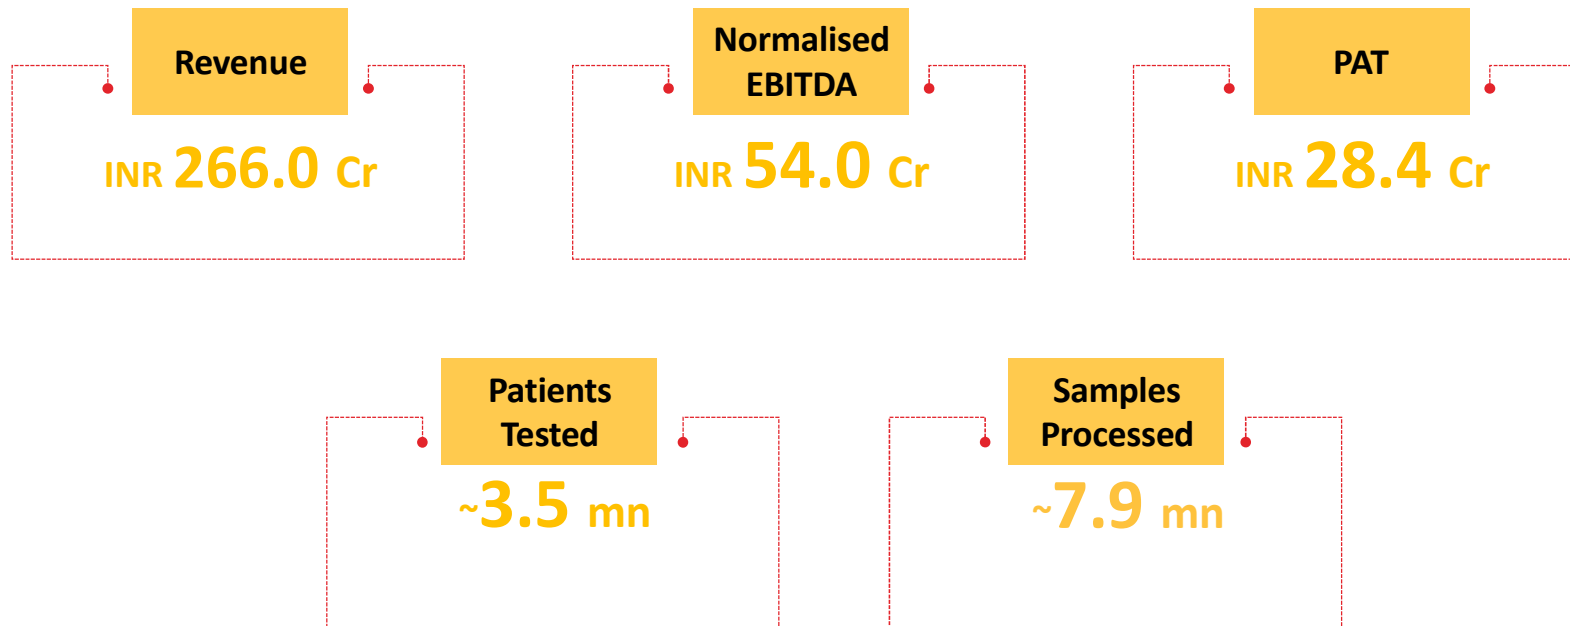 Revenue
INR 266.0 Cr
Normalised
EBITDA
INR 54.0 Cr
PAT
INR 28.4 Cr
Patients
Tested
~3.5 mn
Samples
Processed
~7.9 mn